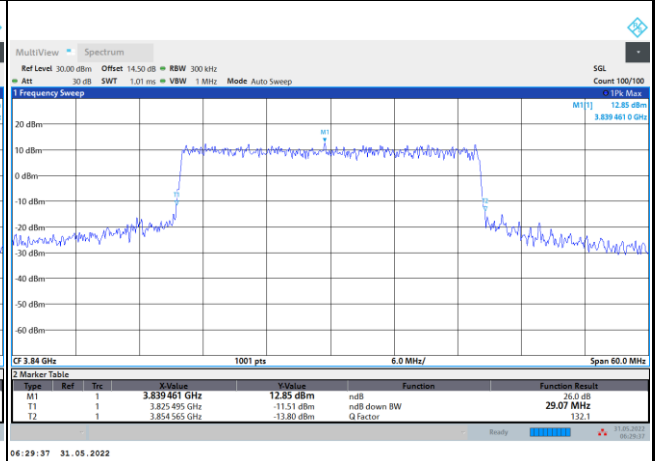 MultiView Spectrum
Ref Level 30.00 dBm Offset 14.50 dB RBW 300 kHz SGL
Att 30 dB SWT 1.01 ms VBW 1 MHz Mode Auto Sweep Count 100/100
1 Frequency Sweep 1Pk Max
M1[1] 12.85 dBm
3.839 461 0 GHz
20 dBm
M1
10 dBm
0 dBm
T1
-10 dBm
T2
-20 dBm
-30 dBm
-40 dBm
-50 dBm
-60 dBm
CF 3.84 GHz 1001 pts 6.0 MHz/ Span 60.0 MHz
2 Marker Table
Type Ref Trc X-Value Y-Value Function Function Result
M1 1 3.839 461 GHz 12.85 dBm ndB 26.0 dB
T1 1 3.825 495 GHz -11.51 dBm ndB down BW 29.07 MHz
T2 1 3.854 565 GHz -13.80 dBm Q Factor 132.1
Ready 31.05.2022
06:29:37
06:29:37 31.05.2022